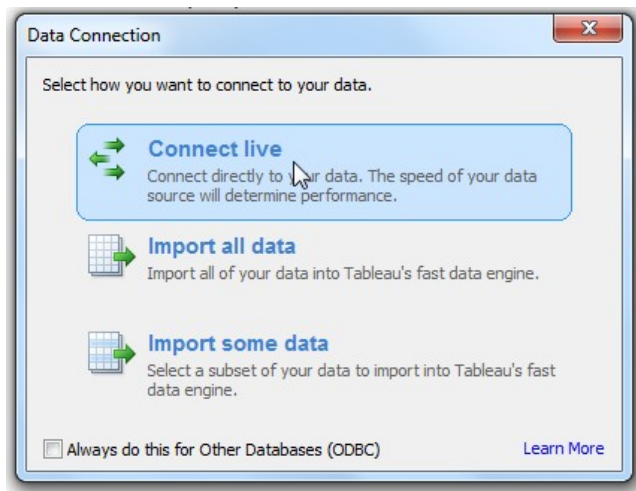 Data Connection
Select how you want to connect to your data.
Connect live
Connect directly to your data. The speed of your data
source will determine performance.
Import all data
Import all of your data into Tableau's fast data engine.
Import some data
Select a subset of your data to import into Tableau's fast
data engine.
Always do this for Other Databases (ODBC) Learn More